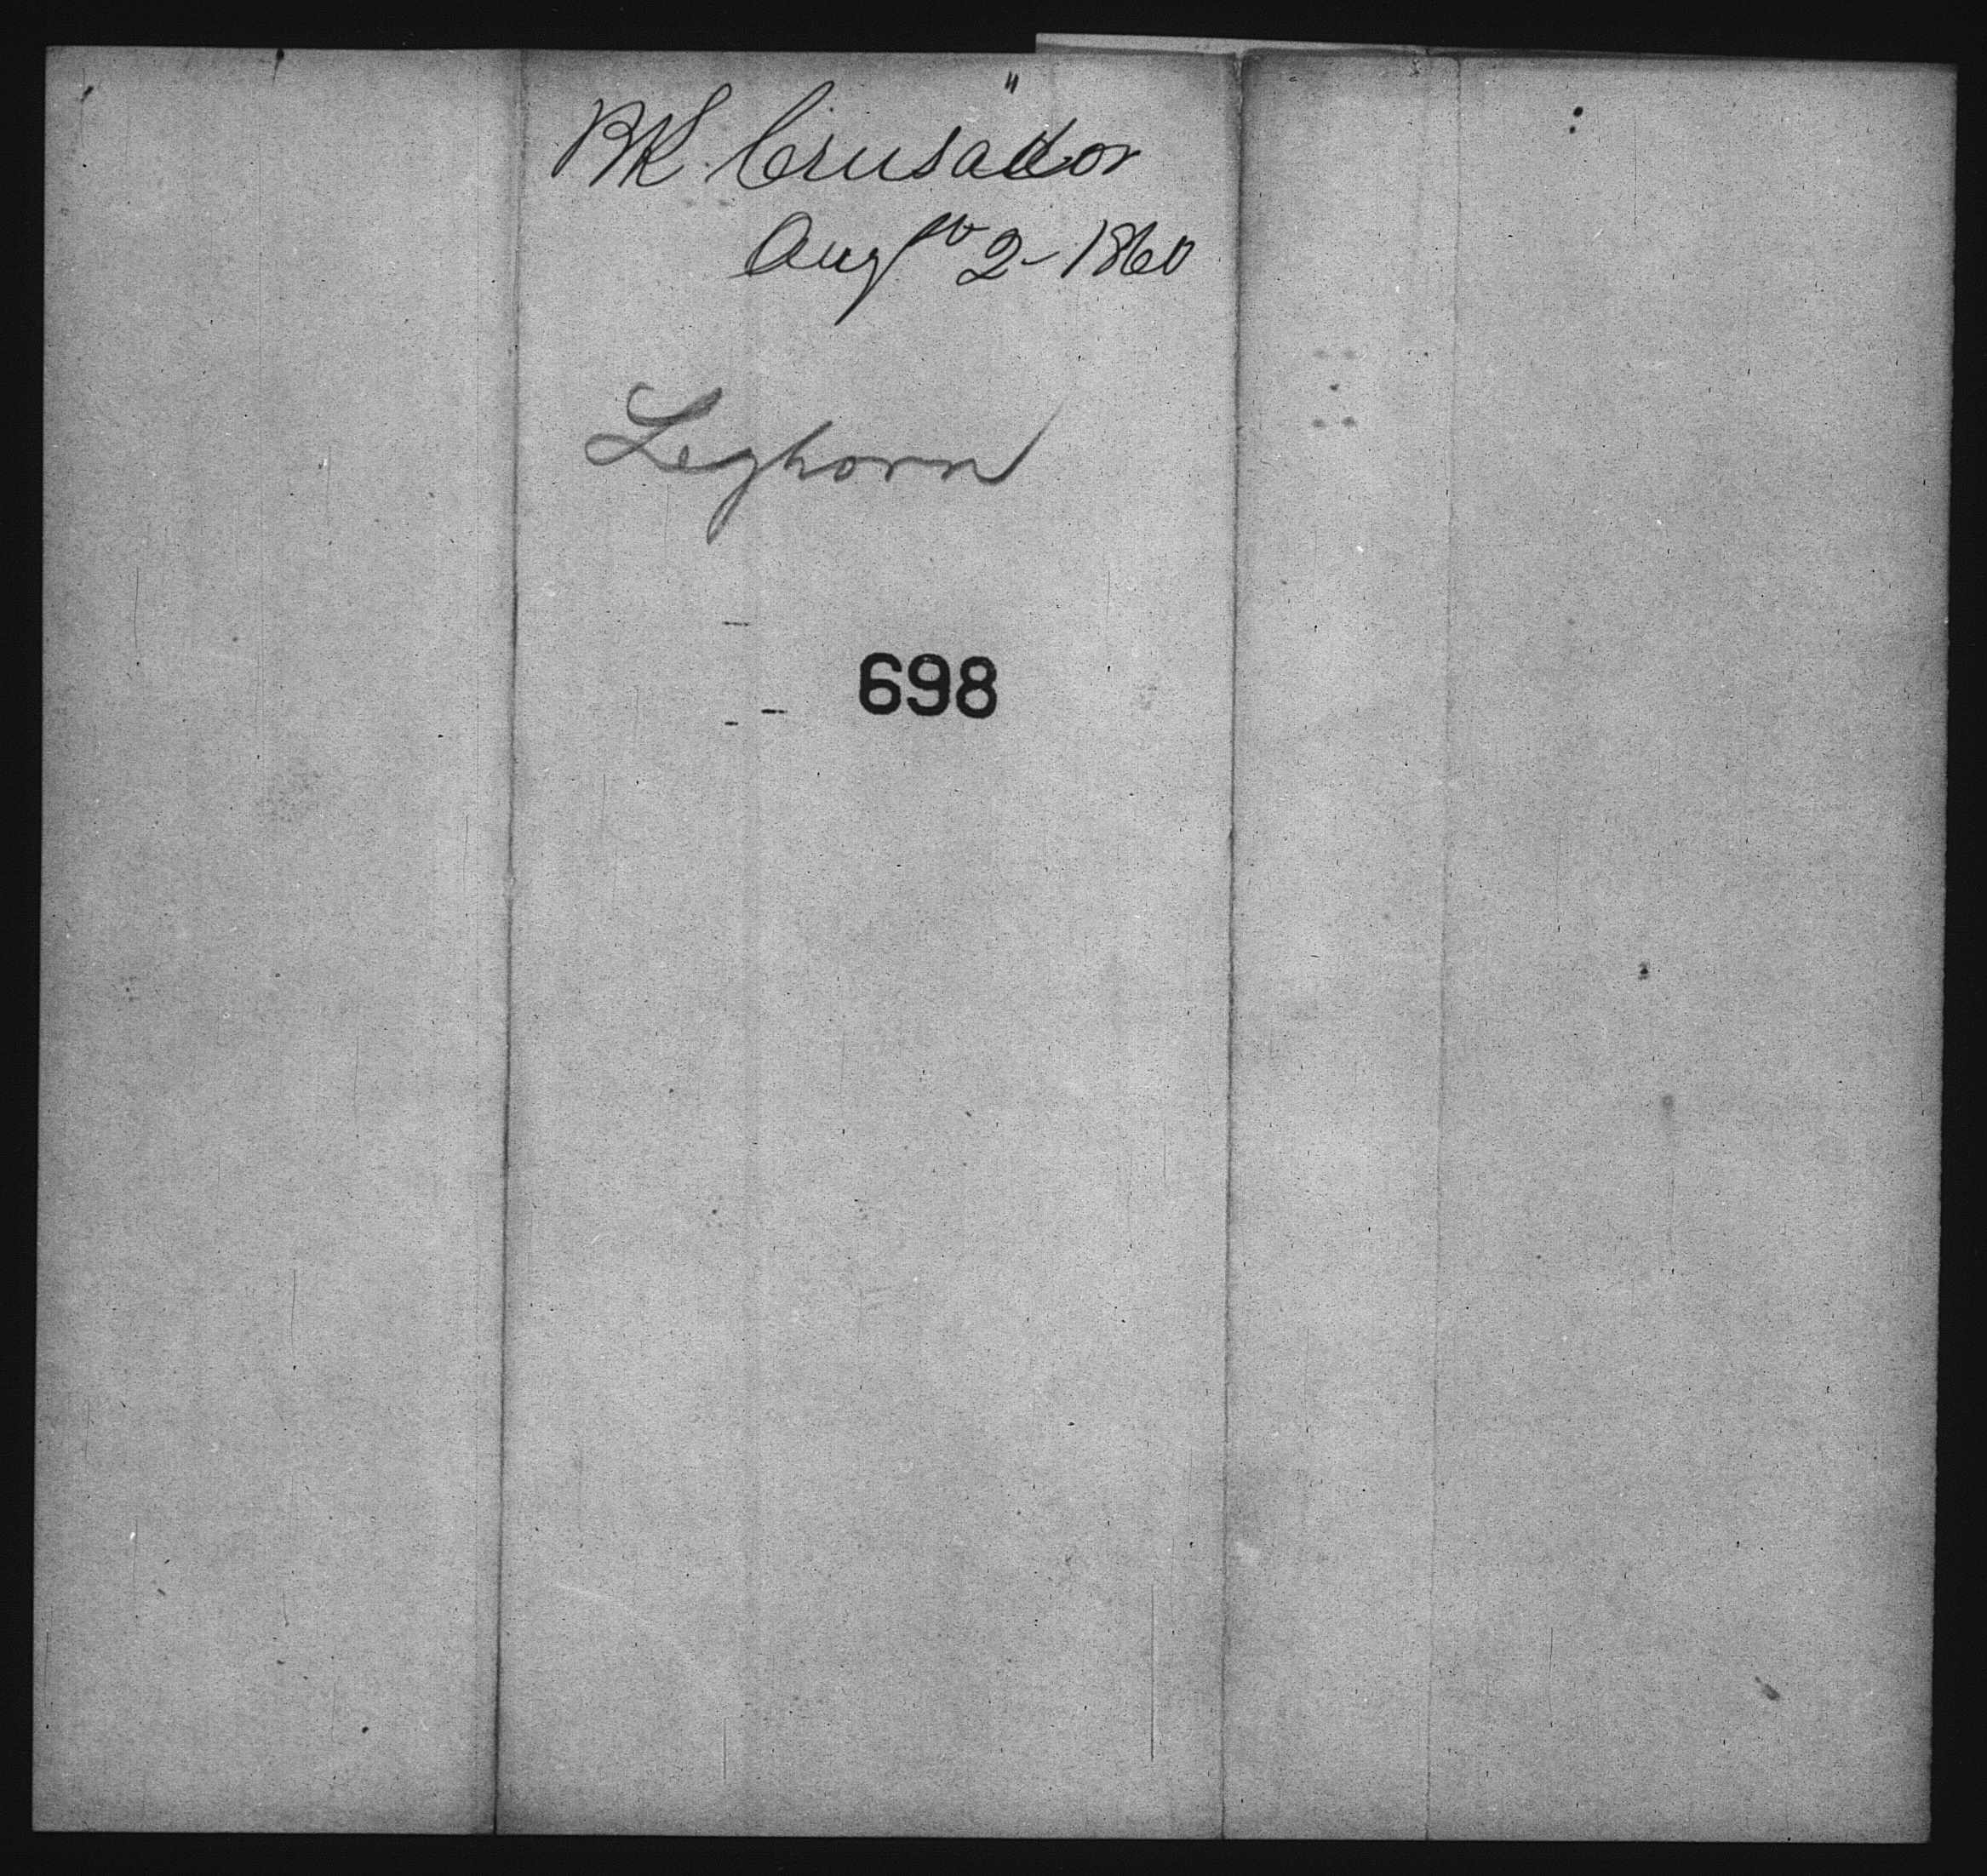 BK Crusador "
Augt 2 - 1860
Leghorn
698